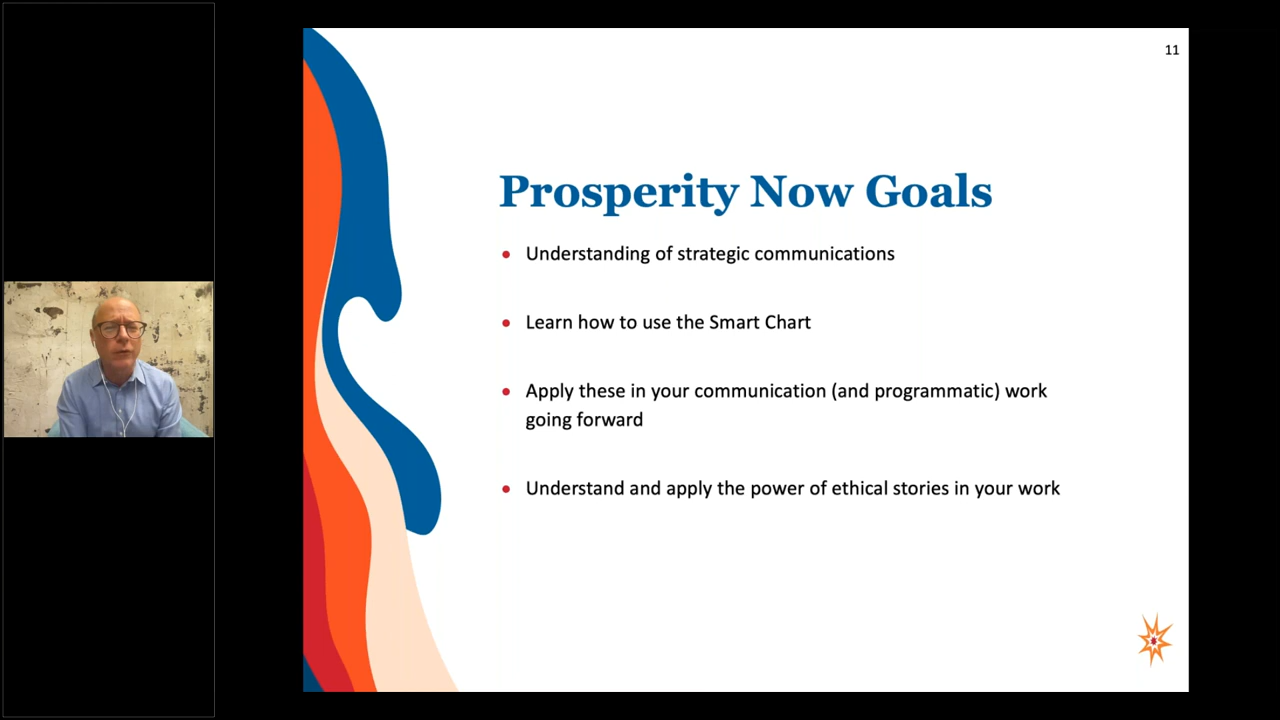 11
Prosperity Now Goals
• Understanding of strategic communications
• Learn how to use the Smart Chart
• Apply these in your communication (and programmatic) work
going forward
• Understand and apply the power of ethical stories in your work